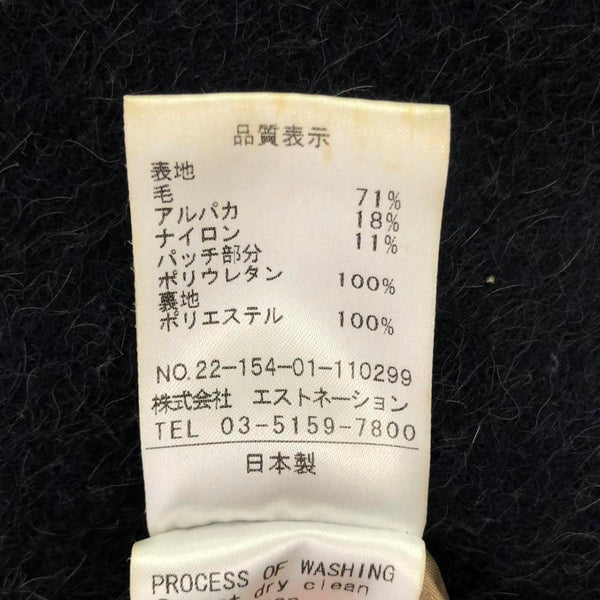 品質表示
表地
毛 71%
アルパカ 18%
ナイロン 11%
パッチ部分
ポリウレタン 100%
裏地
ポリエステル 100%
NO.22-154-01-110299
株式会社 エストネーション
TEL 03-5159-7800
日本製
PROCESS OF WASHING
dry clean